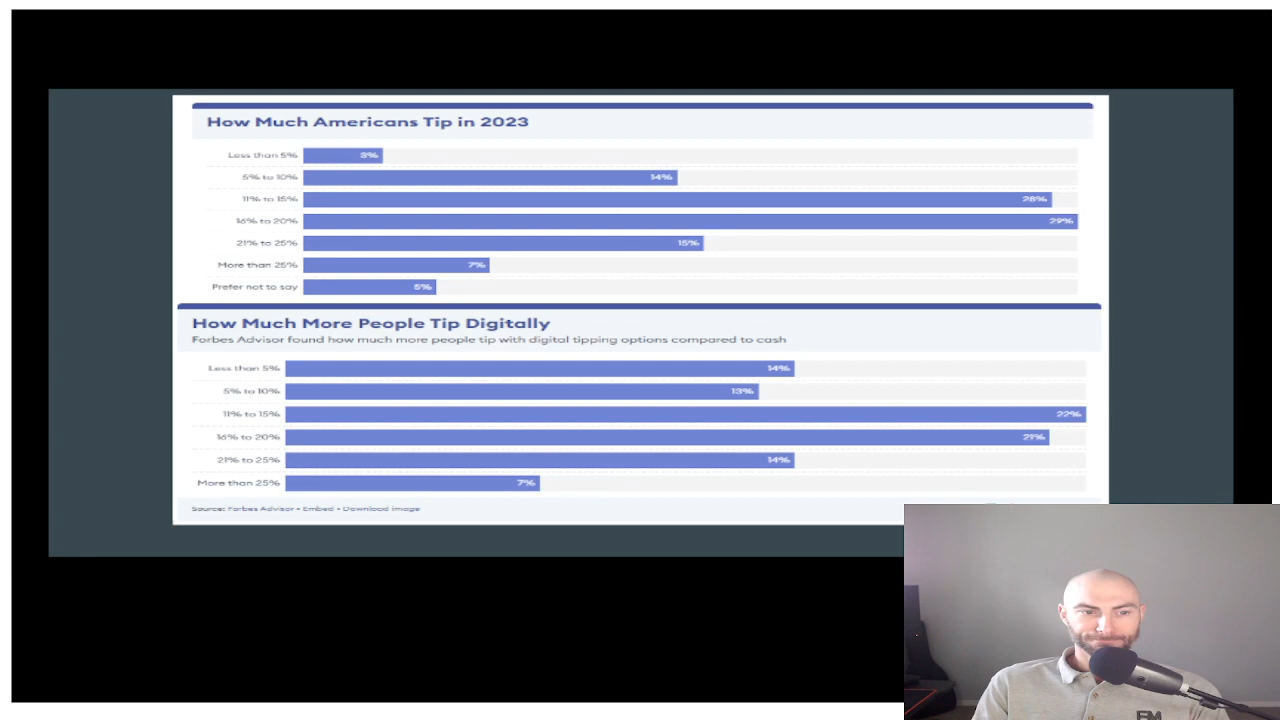 How Much Americans Tip in 2023
Less than 5% 3%
5% to 10% 14%
11% to 15% 28%
16% to 20% 29%
21% to 25% 15%
More than 25% 7%
Prefer not to say 5%
How Much More People Tip Digitally
Forbes Advisor found how much more people tip with digital tipping options compared to cash
Less than 5% 14%
5% to 10% 13%
11% to 15% 22%
16% to 20% 21%
21% to 25% 14%
More than 25% 7%
Source: Forbes Advisor • Embed • Download image